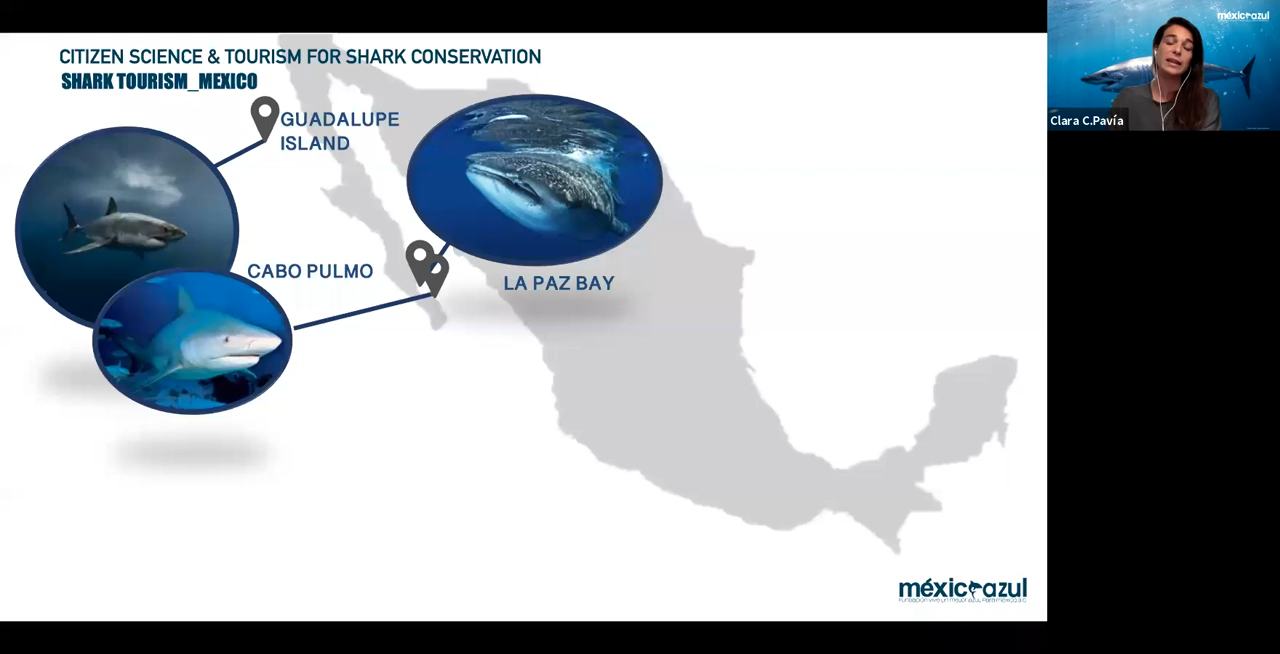 CITIZEN SCIENCE & TOURISM FOR SHARK CONSERVATION
SHARK TOURISM_MEXICO
GUADALUPE
ISLAND
CABO PULMO
LA PAZ BAY
méxicoazul
méxicoazul
Clara C.Pavía